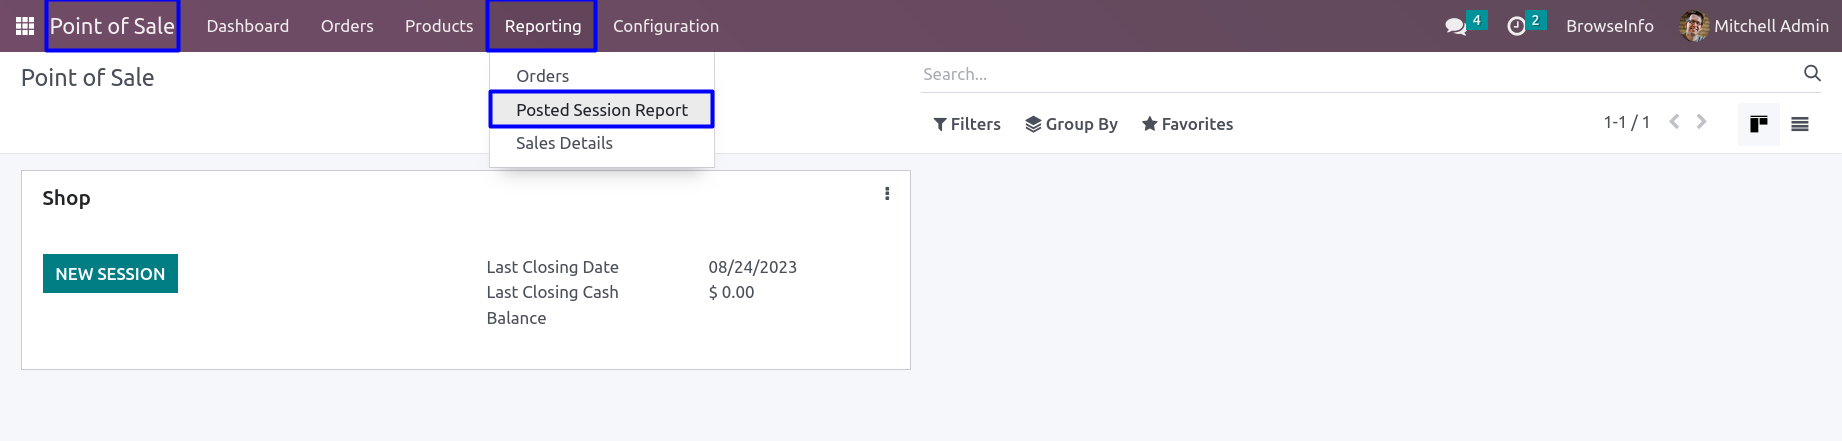 Point of Sale Dashboard Orders Products Reporting Configuration 4 2 BrowseInfo Mitchell Admin
Point of Sale
Search...
Orders
Posted Session Report
Sales Details
Filters Group By Favorites 1-1 / 1
Shop
NEW SESSION
Last Closing Date 08/24/2023
Last Closing Cash $ 0.00
Balance